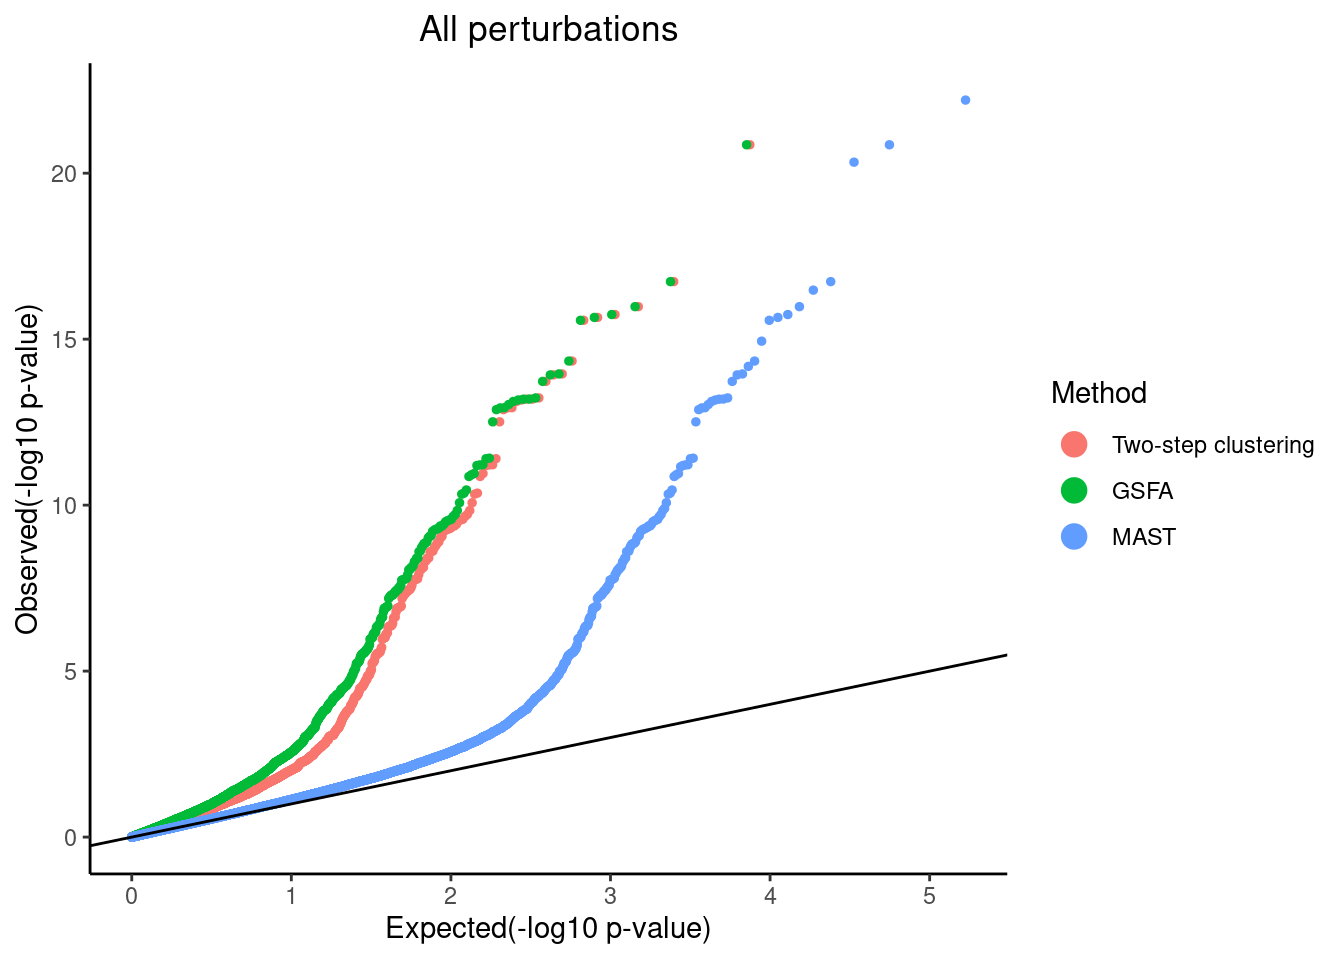 All perturbations
Observed(-log10 p-value)
20
15
10
5
0
0 1 2 3 4 5
Expected(-log10 p-value)
Method
Two-step clustering
GSFA
MAST